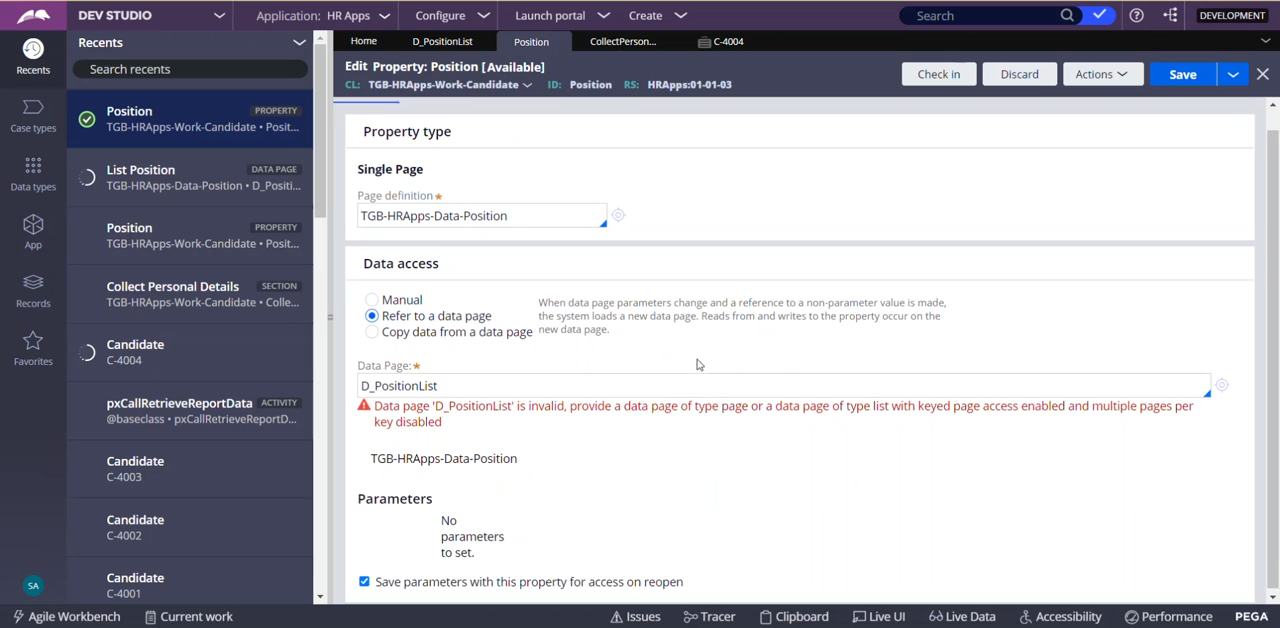 DEV STUDIO
Application: HR Apps
Configure
Launch portal
Create
Search
DEVELOPMENT
Recents
Case types
Data types
App
Records
Favorites
SA
Recents
Search recents
Position PROPERTY
TGB-HRApps-Work-Candidate • Posit...
List Position DATA PAGE
TGB-HRApps-Data-Position • D_Positi...
Position PROPERTY
TGB-HRApps-Work-Candidate • Posit...
Collect Personal Details SECTION
TGB-HRApps-Work-Candidate • Colle...
Candidate
C-4004
pxCallRetrieveReportData ACTIVITY
@baseclass • pxCallRetrieveReportD...
Candidate
C-4003
Candidate
C-4002
Candidate
C-4001
Home
D_PositionList
Position
CollectPerson...
C-4004
Edit Property: Position [Available]
CL: TGB-HRApps-Work-Candidate ID: Position RS: HRApps:01-01-03
Check in
Discard
Actions
Save
Property type
Single Page
Page definition★
TGB-HRApps-Data-Position
Data access
Manual
Refer to a data page
Copy data from a data page
When data page parameters change and a reference to a non-parameter value is made,
the system loads a new data page. Reads from and writes to the property occur on the
new data page.
Data Page:★
D_PositionList
Data page 'D_PositionList' is invalid, provide a data page of type page or a data page of type list with keyed page access enabled and multiple pages per
key disabled
TGB-HRApps-Data-Position
Parameters
No
parameters
to set.
Save parameters with this property for access on reopen
Agile Workbench
Current work
Issues
Tracer
Clipboard
Live UI
Live Data
Accessibility
Performance
PEGA